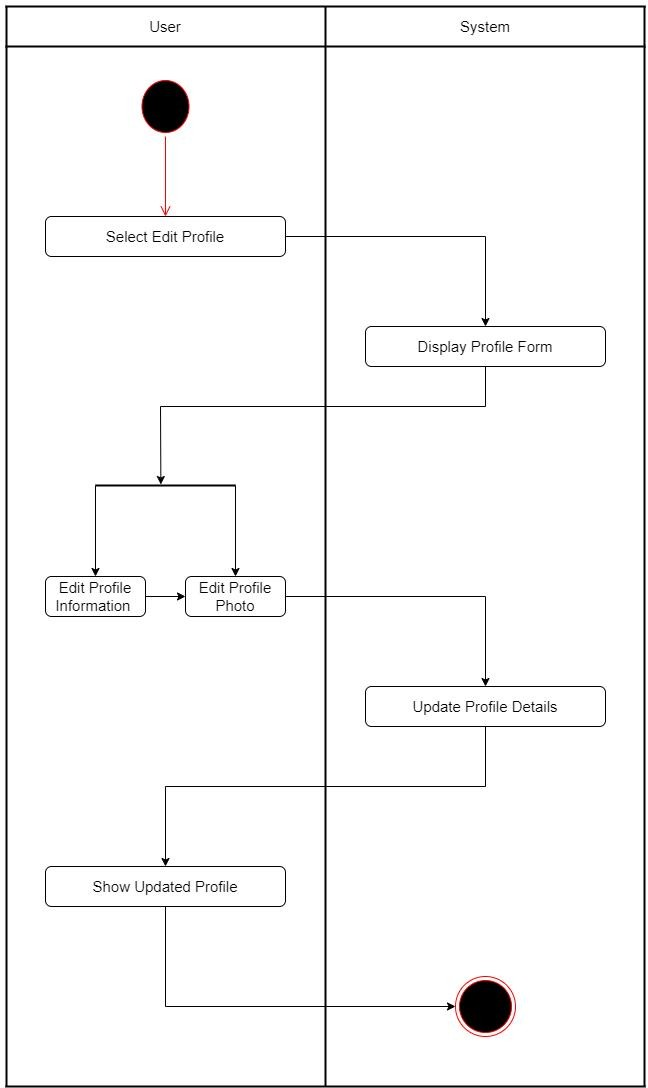 User
System
Select Edit Profile
Display Profile Form
Edit Profile
Information
Edit Profile
Photo
Update Profile Details
Show Updated Profile